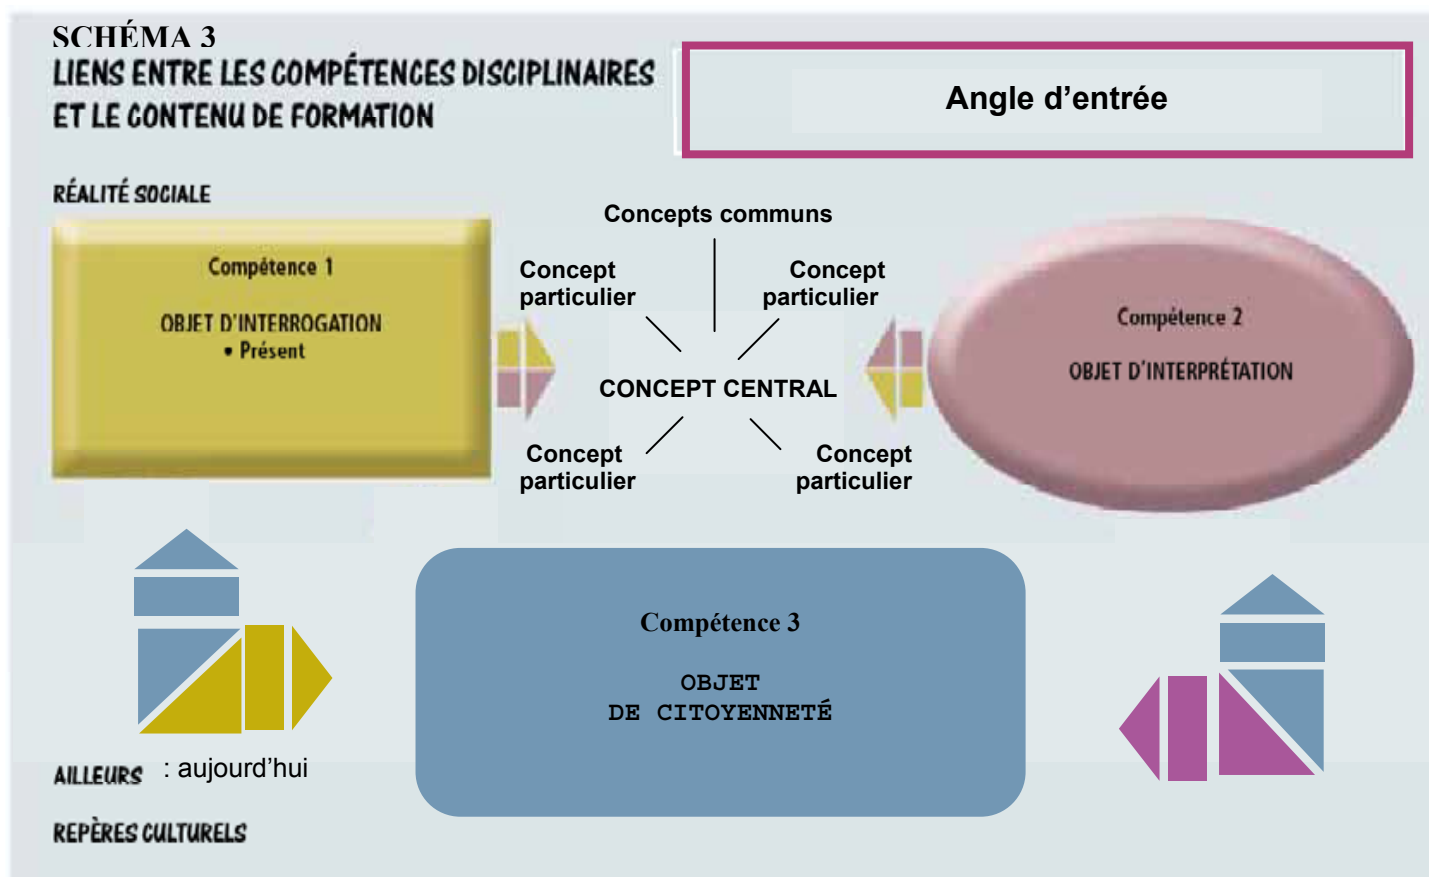 SCHÉMA 3
LIENS ENTRE LES COMPÉTENCES DISCIPLINAIRES
ET LE CONTENU DE FORMATION
Angle d'entrée
RÉALITÉ SOCIALE
Compétence 1
OBJET D'INTERROGATION
• Présent
Concepts communs
Concept
particulier
Concept
particulier
CONCEPT CENTRAL
Concept
particulier
Concept
particulier
Compétence 2
OBJET D'INTERPRÉTATION
Compétence 3
OBJET
DE CITOYENNETÉ
AILLEURS : aujourd'hui
REPÈRES CULTURELS